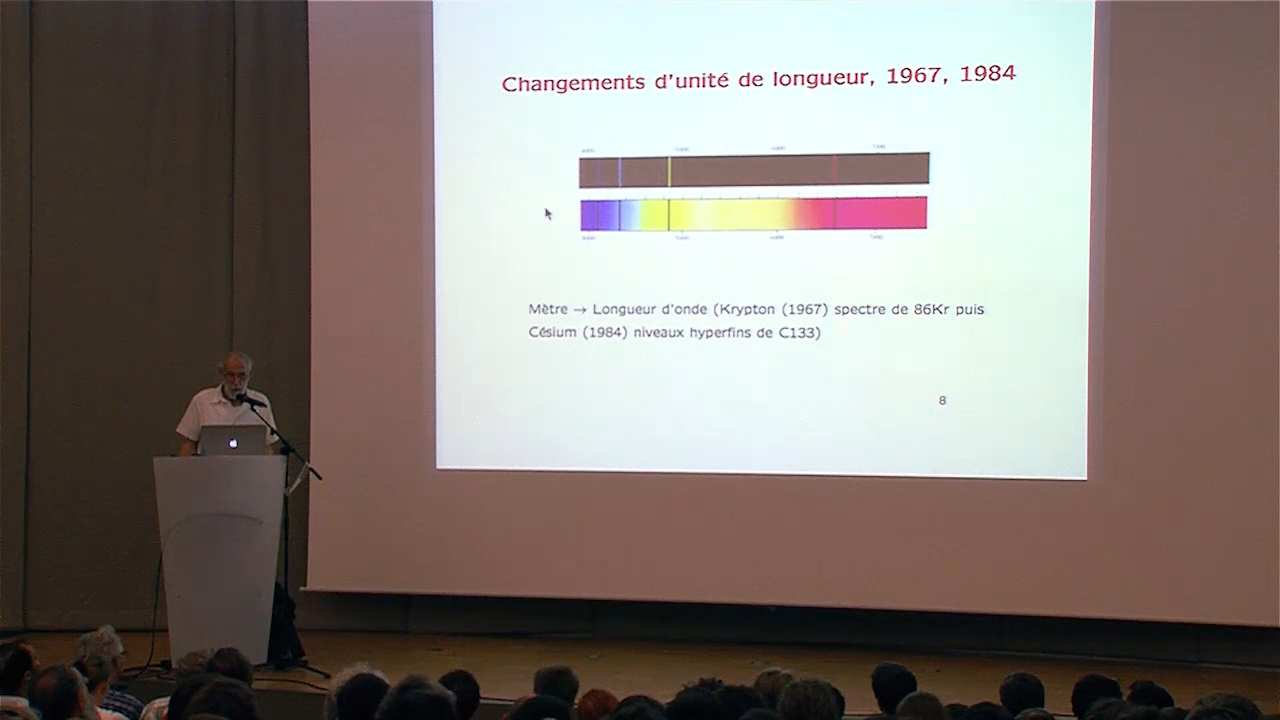 Changements d'unité de longueur, 1967, 1984
Mètre → Longueur d'onde (Krypton (1967) spectre de 86Kr puis
Césium (1984) niveaux hyperfins de C133)
8